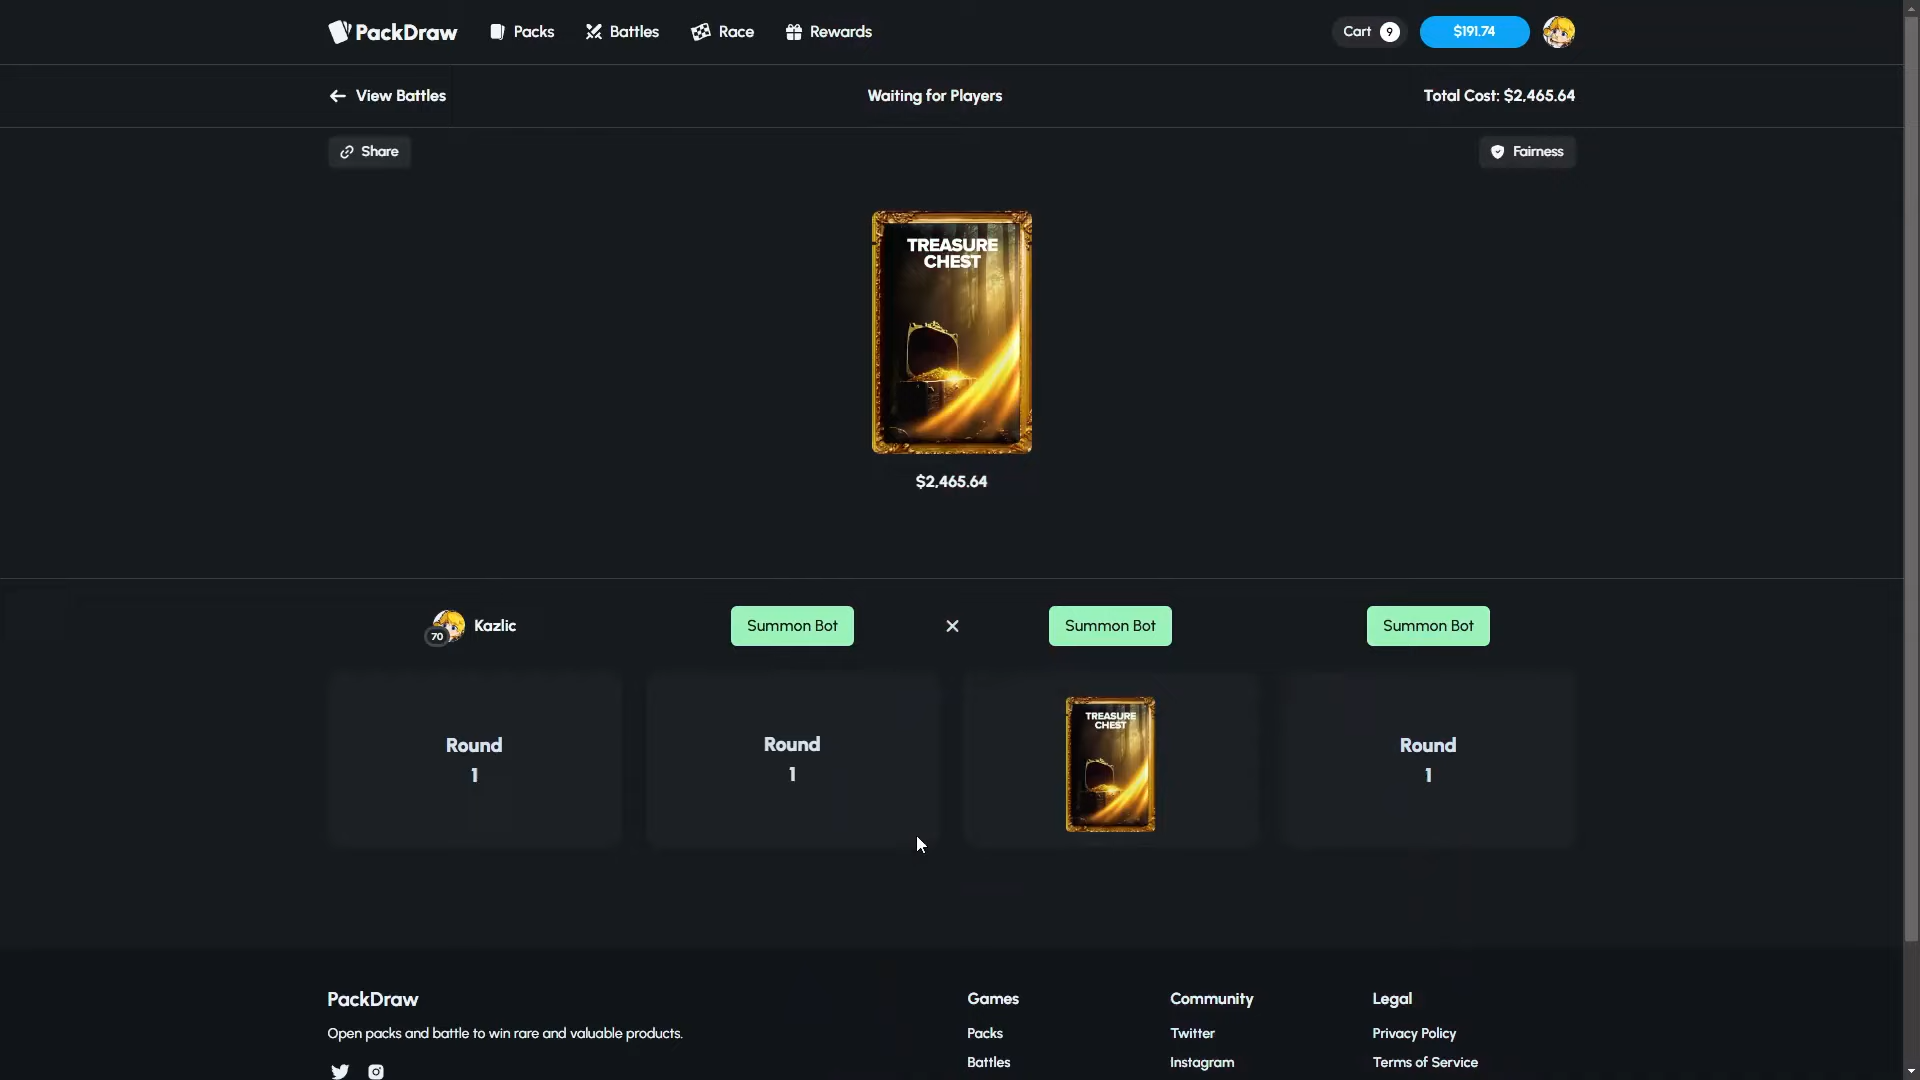 PackDraw
Packs
Battles
Race
Rewards
Cart
9
$191.74
View Battles
Waiting for Players
Total Cost: $2,465.64
Share
Fairness
TREASURE
CHEST
$2,465.64
70
Kazlic
Summon Bot
Summon Bot
Summon Bot
Round
1
Round
1
TREASURE
CHEST
Round
1
PackDraw
Open packs and battle to win rare and valuable products.
Games
Packs
Battles
Community
Twitter
Instagram
Legal
Privacy Policy
Terms of Service